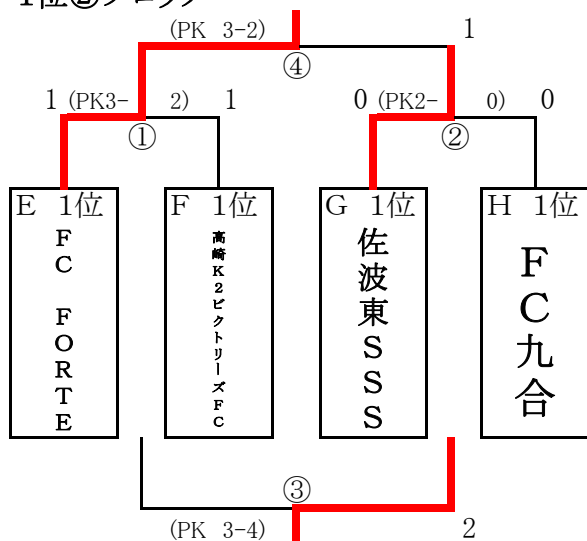 1位②ブロック
(PK 3-2) 1
④
1 (PK3- 2) 1 0 (PK2- 0) 0
① ②
E 1位 F 1位 G 1位 H 1位
FC FORTE
高崎K2ビクトリーズFC
佐波東SSS
FC九合
③
(PK 3-4) 2